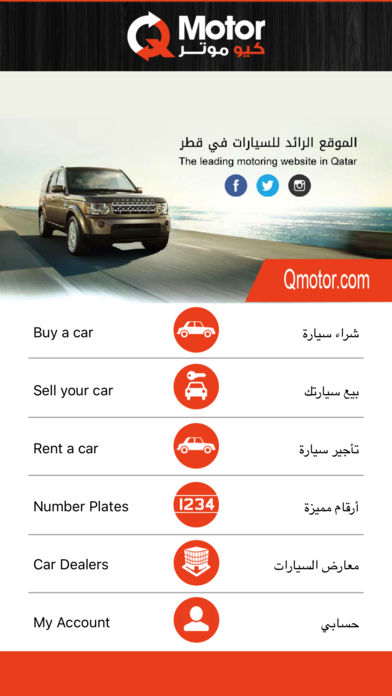 Motor
كيو موتر
الموقع الرائد للسيارات في قطر
The leading motoring website in Qatar
Qmotor.com
Buy a car شراء سيارة
Sell your car بيع سيارتك
Rent a car تأجير سيارة
Number Plates 1234 أرقام مميزة
Car Dealers معارض السيارات
My Account حسابي